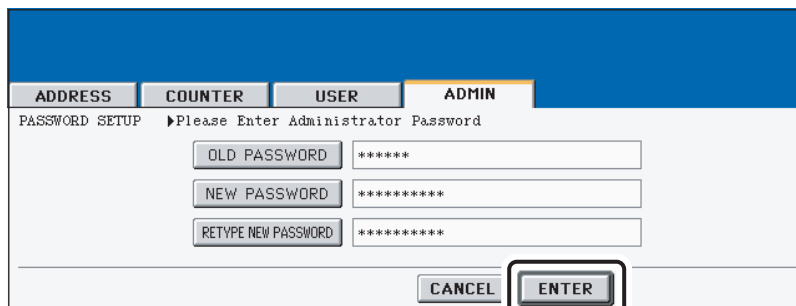 ADDRESS COUNTER USER ADMIN
PASSWORD SETUP ▶Please Enter Administrator Password
OLD PASSWORD ******
NEW PASSWORD **********
RETYPE NEW PASSWORD **********
CANCEL ENTER